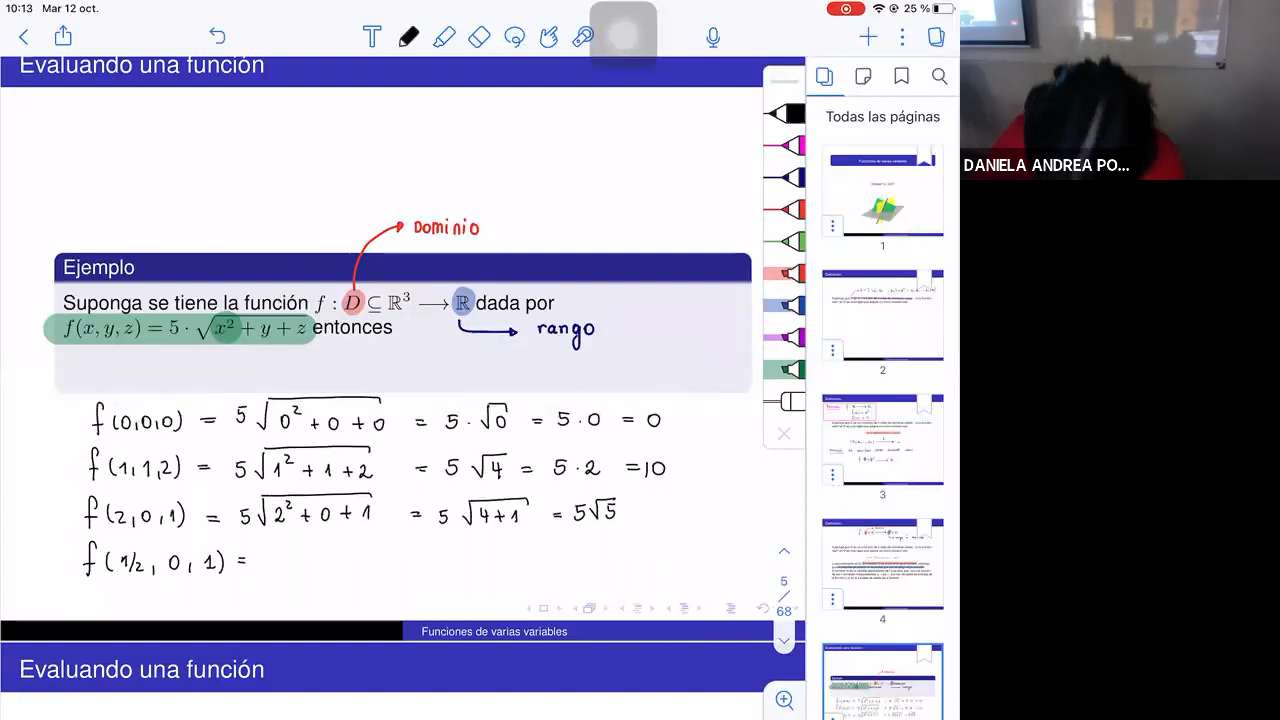 10:13 Mar 12 oct.
25 %
Evaluando una función
Dominio
Ejemplo
Suponga se tiene la función f : D ⊆ ℝ³ ⟶ ℝ dada por
f(x, y, z) = 5 · √(x² + y + z) entonces
rango
f(0,0,0) = 5√(0² + 0 + 0) = 5 · √0 = 5 0 = 0
f(1,1,2) = 5√(1² + 1 + 2) = 5 √4 = 5 · 2 = 10
f(2,0,1) = 5√(2² + 0 + 1) = 5 √(4+1) = 5√5
f(1/2, 0, 1) =
5
/
68
Funciones de varias variables
Evaluando una función
Todas las páginas
Funciones de varias variables
1
2
3
4
DANIELA ANDREA PO...